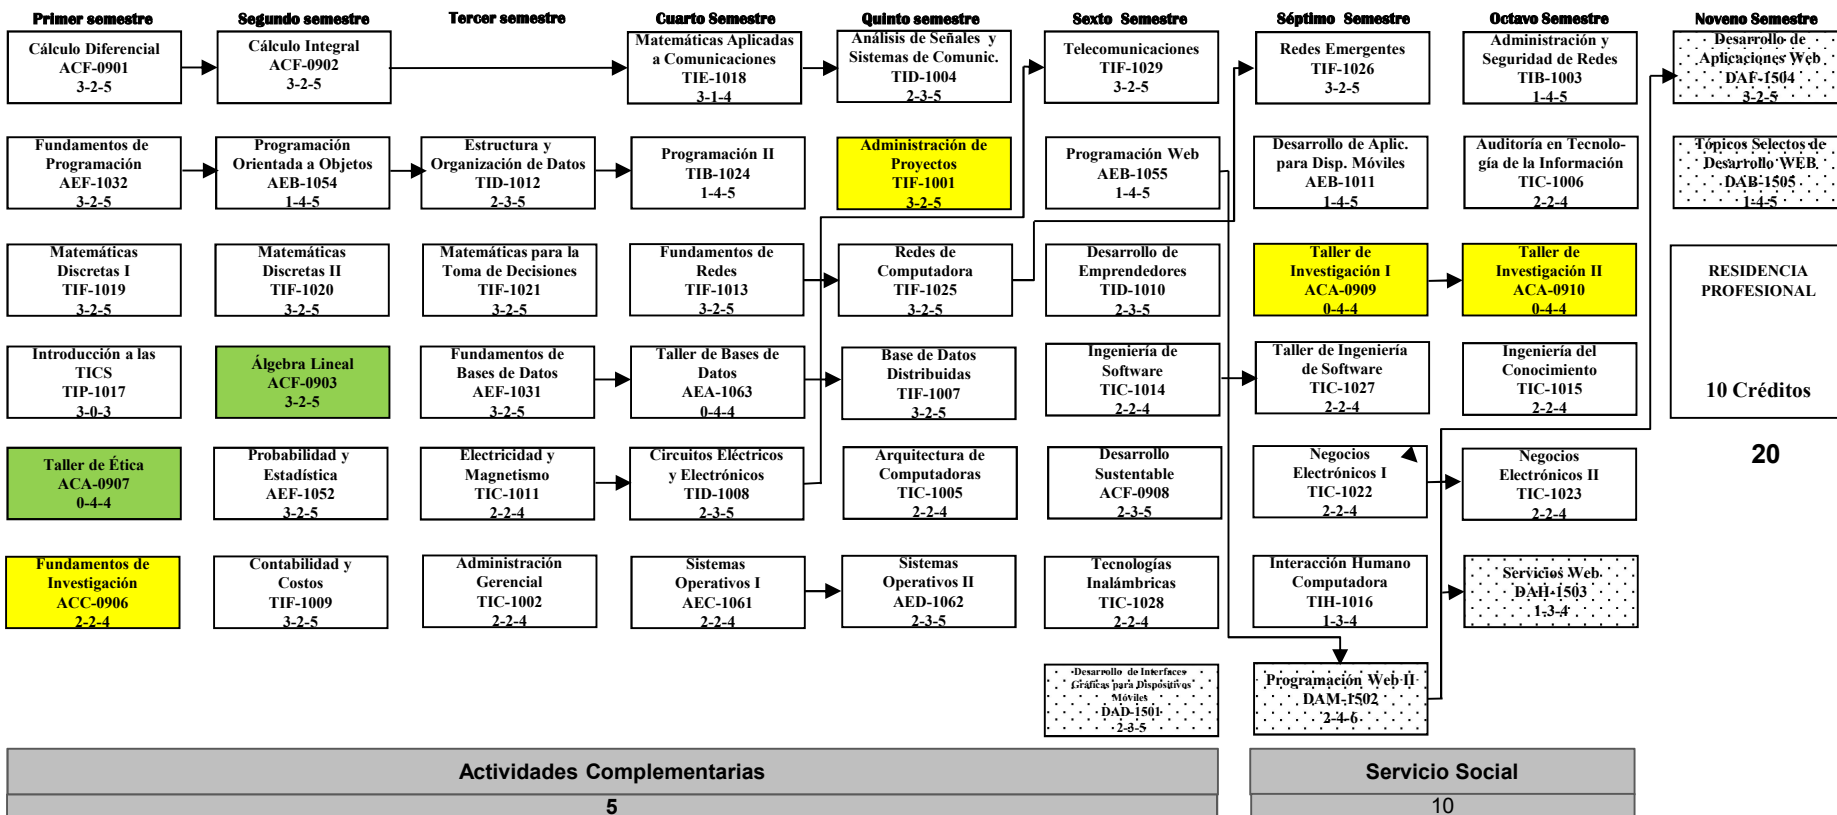 Primer semestre
Cálculo Diferencial
ACF-0901
3-2-5
Fundamentos de
Programación
AEF-1032
3-2-5
Matemáticas
Discretas I
TIF-1019
3-2-5
Introducción a las
TICS
TIP-1017
3-0-3
Taller de Ética
ACA-0907
0-4-4
Fundamentos de
Investigación
ACC-0906
2-2-4
Segundo semestre
Cálculo Integral
ACF-0902
3-2-5
Programación
Orientada a Objetos
AEB-1054
1-4-5
Matemáticas
Discretas II
TIF-1020
3-2-5
Álgebra Lineal
ACF-0903
3-2-5
Probabilidad y
Estadística
AEF-1052
3-2-5
Contabilidad y
Costos
TIF-1009
3-2-5
Tercer semestre
Estructura y
Organización de Datos
TID-1012
2-3-5
Matemáticas para la
Toma de Decisiones
TIF-1021
3-2-5
Fundamentos de
Bases de Datos
AEF-1031
3-2-5
Electricidad y
Magnetismo
TIC-1011
2-2-4
Administración
Gerencial
TIC-1002
2-2-4
Cuarto Semestre
Matemáticas Aplicadas
a Comunicaciones
TIE-1018
3-1-4
Programación II
TIB-1024
1-4-5
Fundamentos de
Redes
TIF-1013
3-2-5
Taller de Bases de
Datos
AEA-1063
0-4-4
Circuitos Eléctricos
y Electrónicos
TID-1008
2-3-5
Sistemas
Operativos I
AEC-1061
2-2-4
Quinto semestre
Análisis de Señales y
Sistemas de Comunic.
TID-1004
2-3-5
Administración de
Proyectos
TIF-1001
3-2-5
Redes de
Computadora
TIF-1025
3-2-5
Base de Datos
Distribuidas
TIF-1007
3-2-5
Arquitectura de
Computadoras
TIC-1005
2-2-4
Sistemas
Operativos II
AED-1062
2-3-5
Sexto Semestre
Telecomunicaciones
TIF-1029
3-2-5
Programación Web
AEB-1055
1-4-5
Desarrollo de
Emprendedores
TID-1010
2-3-5
Ingeniería de
Software
TIC-1014
2-2-4
Desarrollo
Sustentable
ACF-0908
2-3-5
Tecnologías
Inalámbricas
TIC-1028
2-2-4
Desarrollo de Interfaces
Gráficas para Dispositivos
Móviles
DAD-1501
2-3-5
Séptimo Semestre
Redes Emergentes
TIF-1026
3-2-5
Desarrollo de Aplic.
para Disp. Móviles
AEB-1011
1-4-5
Taller de
Investigación I
ACA-0909
0-4-4
Taller de Ingeniería
de Software
TIC-1027
2-2-4
Negocios
Electrónicos I
TIC-1022
2-2-4
Interacción Humano
Computadora
TIH-1016
1-3-4
Programación Web II
DAM-1502
2-4-6
Octavo Semestre
Administración y
Seguridad de Redes
TIB-1003
1-4-5
Auditoría en Tecnolo-
gía de la Información
TIC-1006
2-2-4
Taller de
Investigación II
ACA-0910
0-4-4
Ingeniería del
Conocimiento
TIC-1015
2-2-4
Negocios
Electrónicos II
TIC-1023
2-2-4
Servicios Web
DAH-1503
1-3-4
Noveno Semestre
Desarrollo de
Aplicaciones Web
DAF-1504
3-2-5
Tópicos Selectos de
Desarrollo WEB
DAB-1505
1-4-5
RESIDENCIA
PROFESIONAL
10 Créditos
20
Actividades Complementarias
5
Servicio Social
10